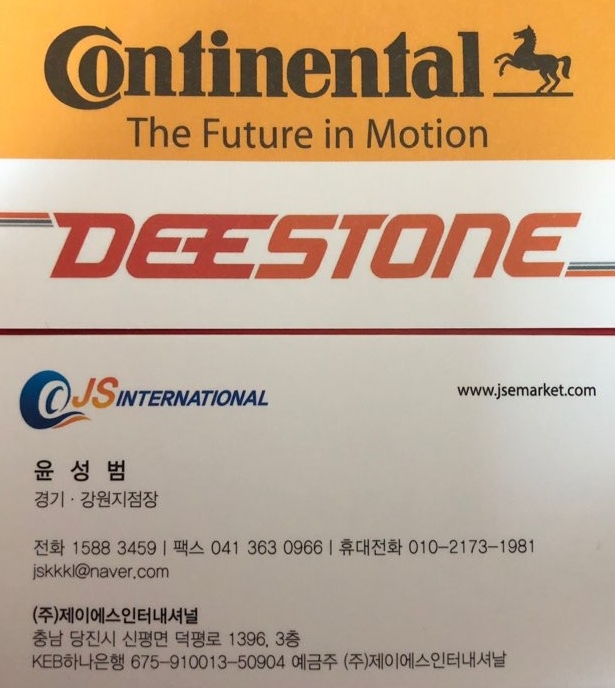 Continental
The Future in Motion
DEESTONE
JS INTERNATIONAL
www.jsemarket.com
윤 성 범
경기 · 강원지점장
전화 1588 3459 | 팩스 041 363 0966 | 휴대전화 010-2173-1981
jskkkl@naver.com
(주)제이에스인터내셔널
충남 당진시 신평면 덕평로 1396, 3층
KEB하나은행 675-910013-50904 예금주 (주)제이에스인터내셔날